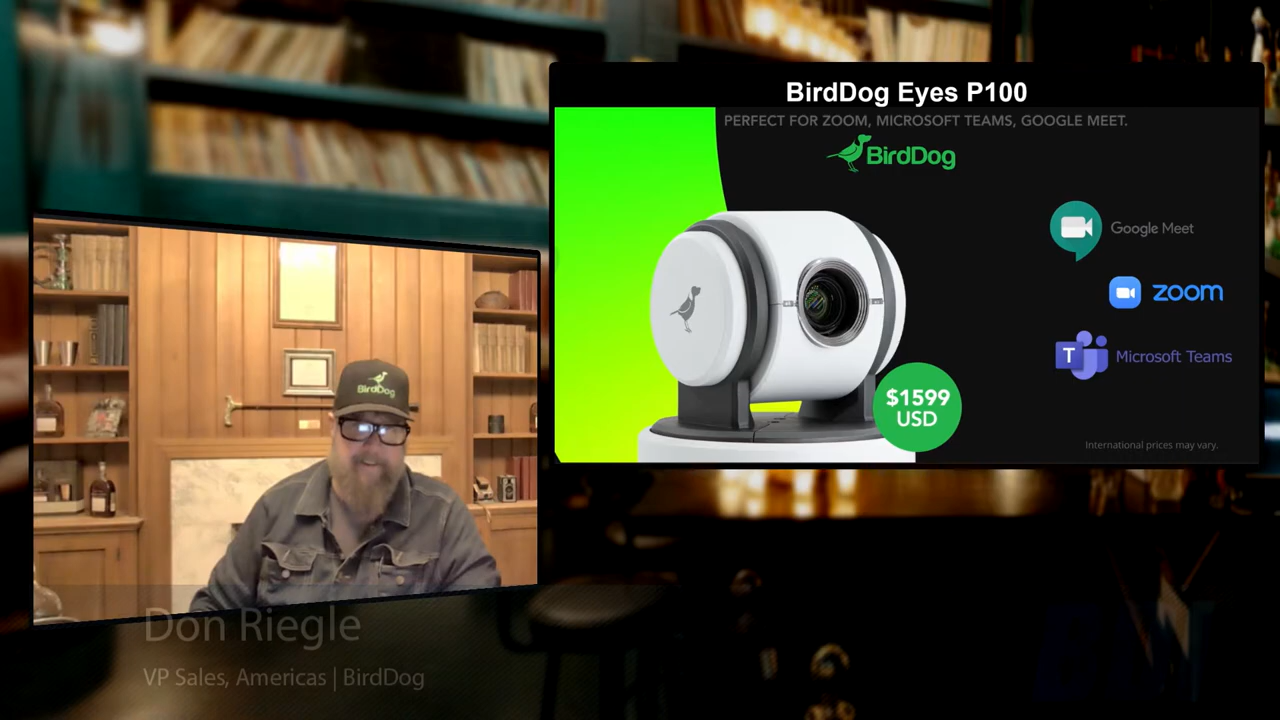 BirdDog Eyes P100
PERFECT FOR ZOOM, MICROSOFT TEAMS, GOOGLE MEET.
BirdDog
Google Meet
zoom
T Microsoft Teams
$1599
USD
International prices may vary.
BirdDog
Don Riegle
VP Sales, Americas | BirdDog